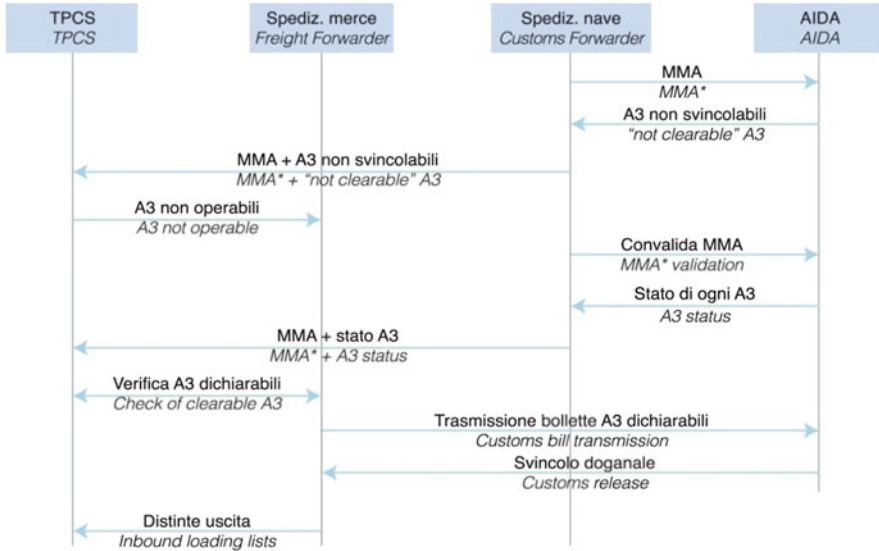 TPCS
TPCS
Spediz. merce
Freight Forwarder
Spediz. nave
Customs Forwarder
AIDA
AIDA
MMA
MMA*
A3 non svincolabili
“not clearable” A3
MMA + A3 non svincolabili
MMA* + “not clearable” A3
A3 non operabili
A3 not operable
Convalida MMA
MMA* validation
Stato di ogni A3
A3 status
MMA + stato A3
MMA* + A3 status
Verifica A3 dichiarabili
Check of clearable A3
Trasmissione bollette A3 dichiarabili
Customs bill transmission
Svincolo doganale
Customs release
Distinte uscita
Inbound loading lists